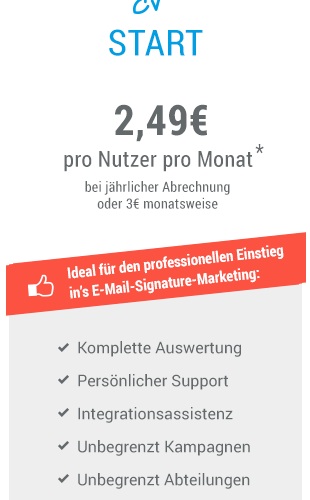 START
2,49€
pro Nutzer pro Monat*
bei jährlicher Abrechnung
oder 3€ monatsweise
Ideal für den professionellen Einstieg
in's E-Mail-Signature-Marketing:
Komplette Auswertung
Persönlicher Support
Integrationsassistenz
Unbegrenzt Kampagnen
Unbegrenzt Abteilungen